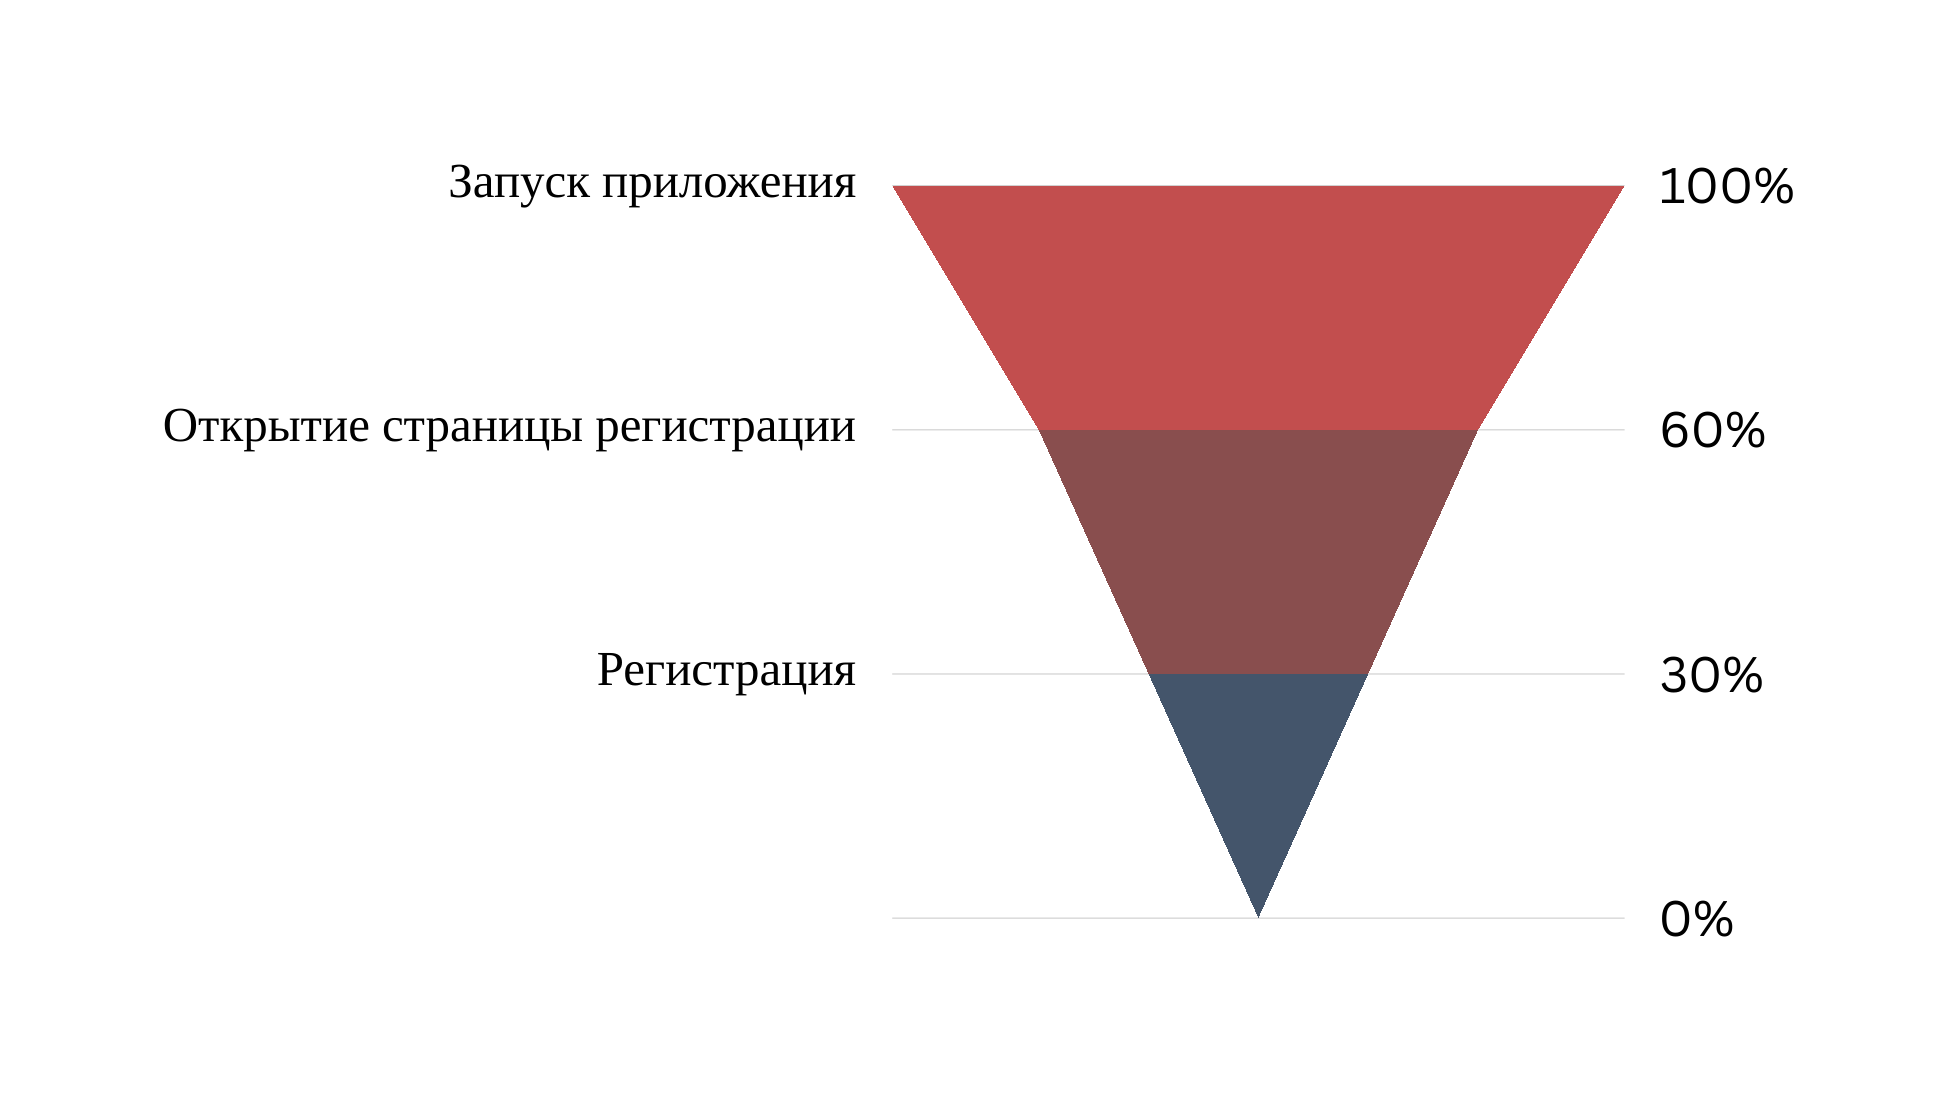 Запуск приложения 100%
Открытие страницы регистрации 60%
Регистрация 30%
0%